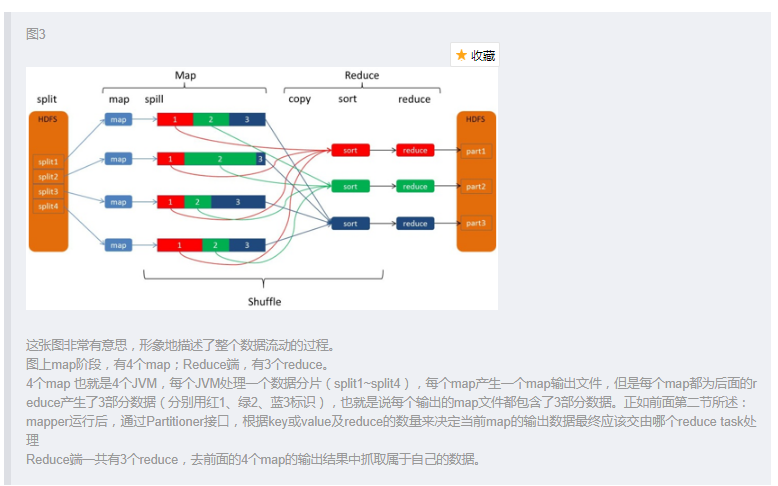 图3
收藏
Map
Reduce
split
map
spill
copy
sort
reduce
HDFS
HDFS
map
1
2
3
split1
split2
split3
split4
map
1
2
3
map
1
2
3
map
1
2
3
sort
reduce
part1
sort
reduce
part2
sort
reduce
part3
Shuffle
这张图非常有意思，形象地描述了整个数据流动的过程。
图上map阶段，有4个map；Reduce端，有3个reduce。
4个map 也就是4个JVM，每个JVM处理一个数据分片（split1~split4），每个map产生一个map输出文件，但是每个map都为后面的r
educe产生了3部分数据（分别用红1、绿2、蓝3标识），也就是说每个输出的map文件都包含了3部分数据。正如前面第二节所述：
mapper运行后，通过Partitioner接口，根据key或value及reduce的数量来决定当前map的输出数据最终应该交由哪个reduce task处
理
Reduce端一共有3个reduce，去前面的4个map的输出结果中抓取属于自己的数据。